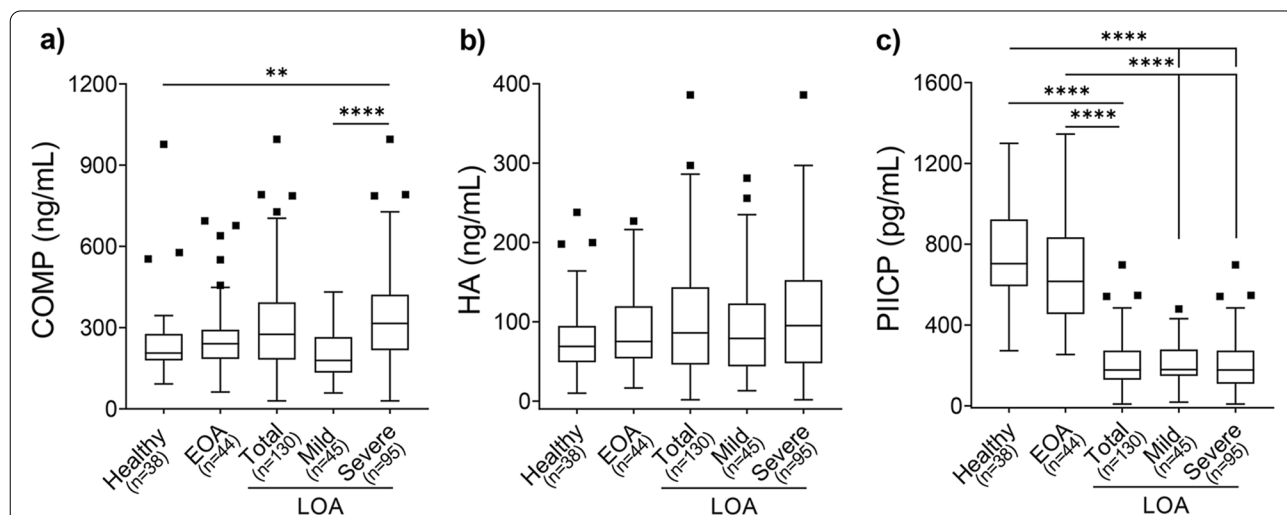 a)
**
****
COMP (ng/mL)
1200
900
600
300
0
Healthy
(n=38)
EOA
(n=44)
Total
(n=130)
Mild
(n=45)
Severe
(n=95)
LOA
b)
HA (ng/mL)
400
300
200
100
0
Healthy
(n=38)
EOA
(n=44)
Total
(n=130)
Mild
(n=45)
Severe
(n=95)
LOA
c)
****
****
****
****
PIICP (pg/mL)
1600
1200
800
400
0
Healthy
(n=38)
EOA
(n=44)
Total
(n=130)
Mild
(n=45)
Severe
(n=95)
LOA